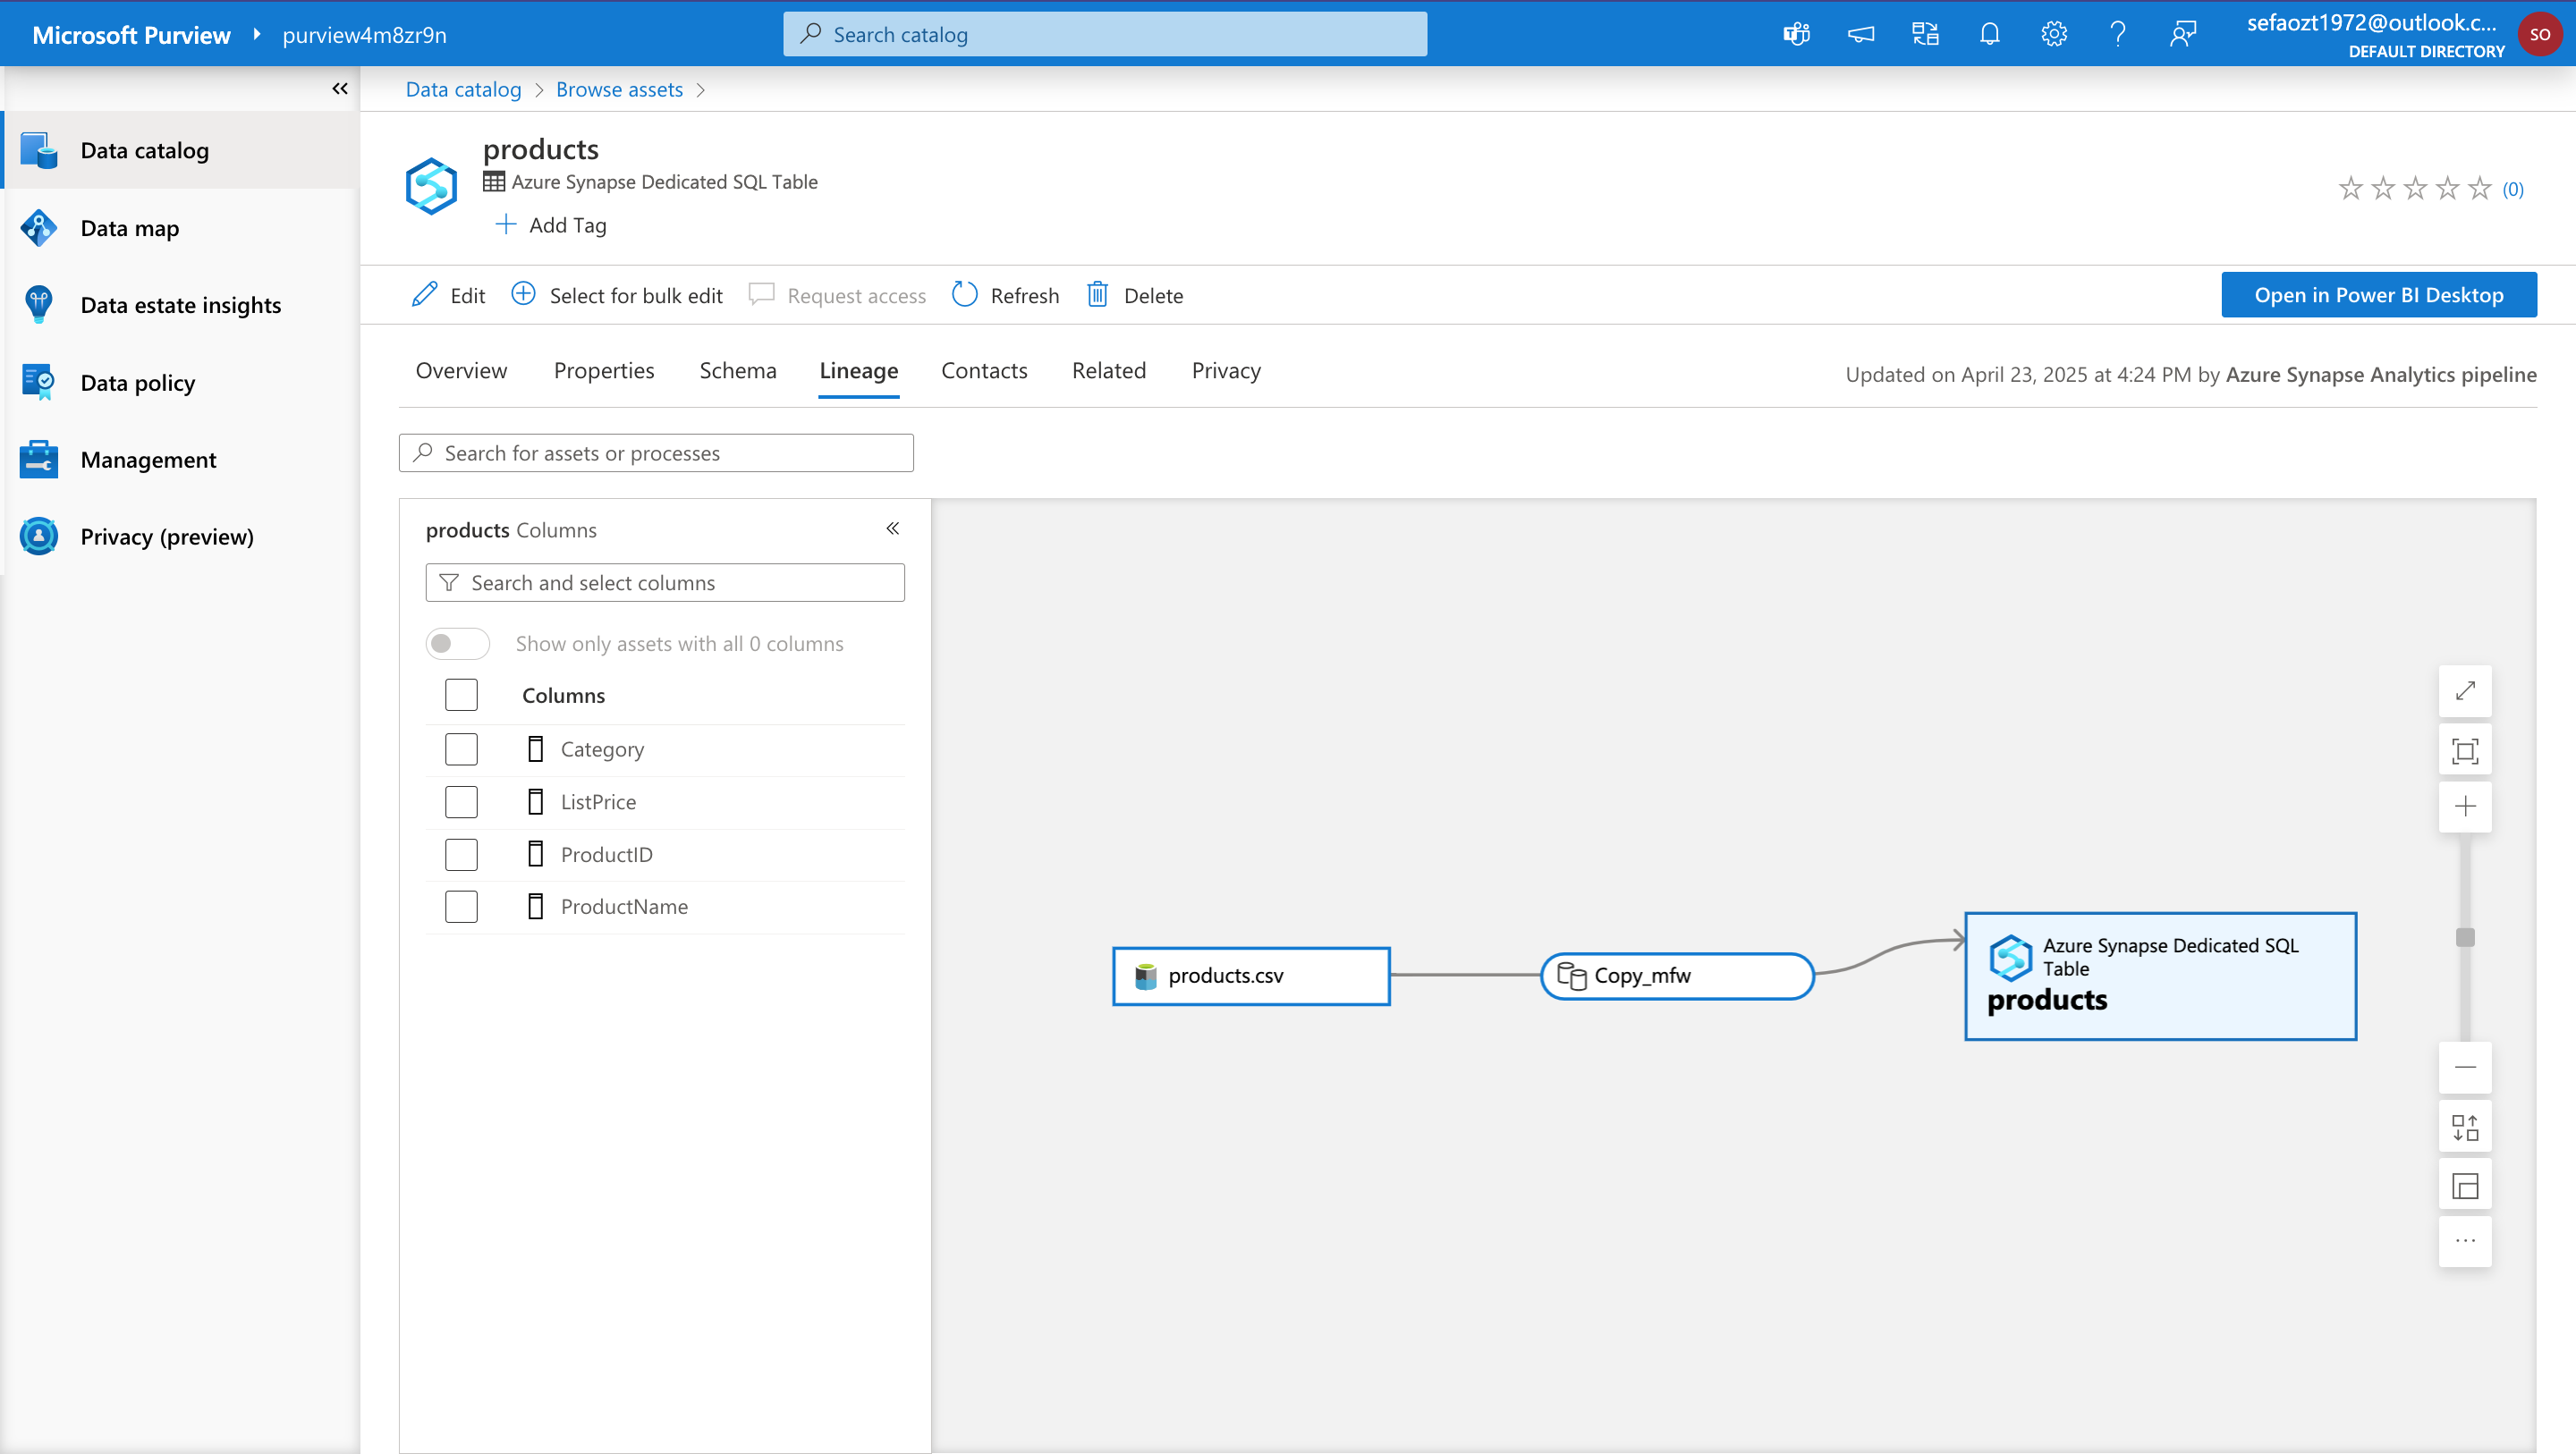 Microsoft Purview
purview4m8zr9n
Search catalog
sefaozt1972@outlook.c...
DEFAULT DIRECTORY
SO
Data catalog
Data map
Data estate insights
Data policy
Management
Privacy (preview)
Data catalog
Browse assets
products
Azure Synapse Dedicated SQL Table
Add Tag
(0)
Edit
Select for bulk edit
Request access
Refresh
Delete
Open in Power BI Desktop
Overview
Properties
Schema
Lineage
Contacts
Related
Privacy
Updated on April 23, 2025 at 4:24 PM by Azure Synapse Analytics pipeline
Search for assets or processes
products Columns
Search and select columns
Show only assets with all 0 columns
Columns
Category
ListPrice
ProductID
ProductName
products.csv
Copy_mfw
Azure Synapse Dedicated SQL
Table
products